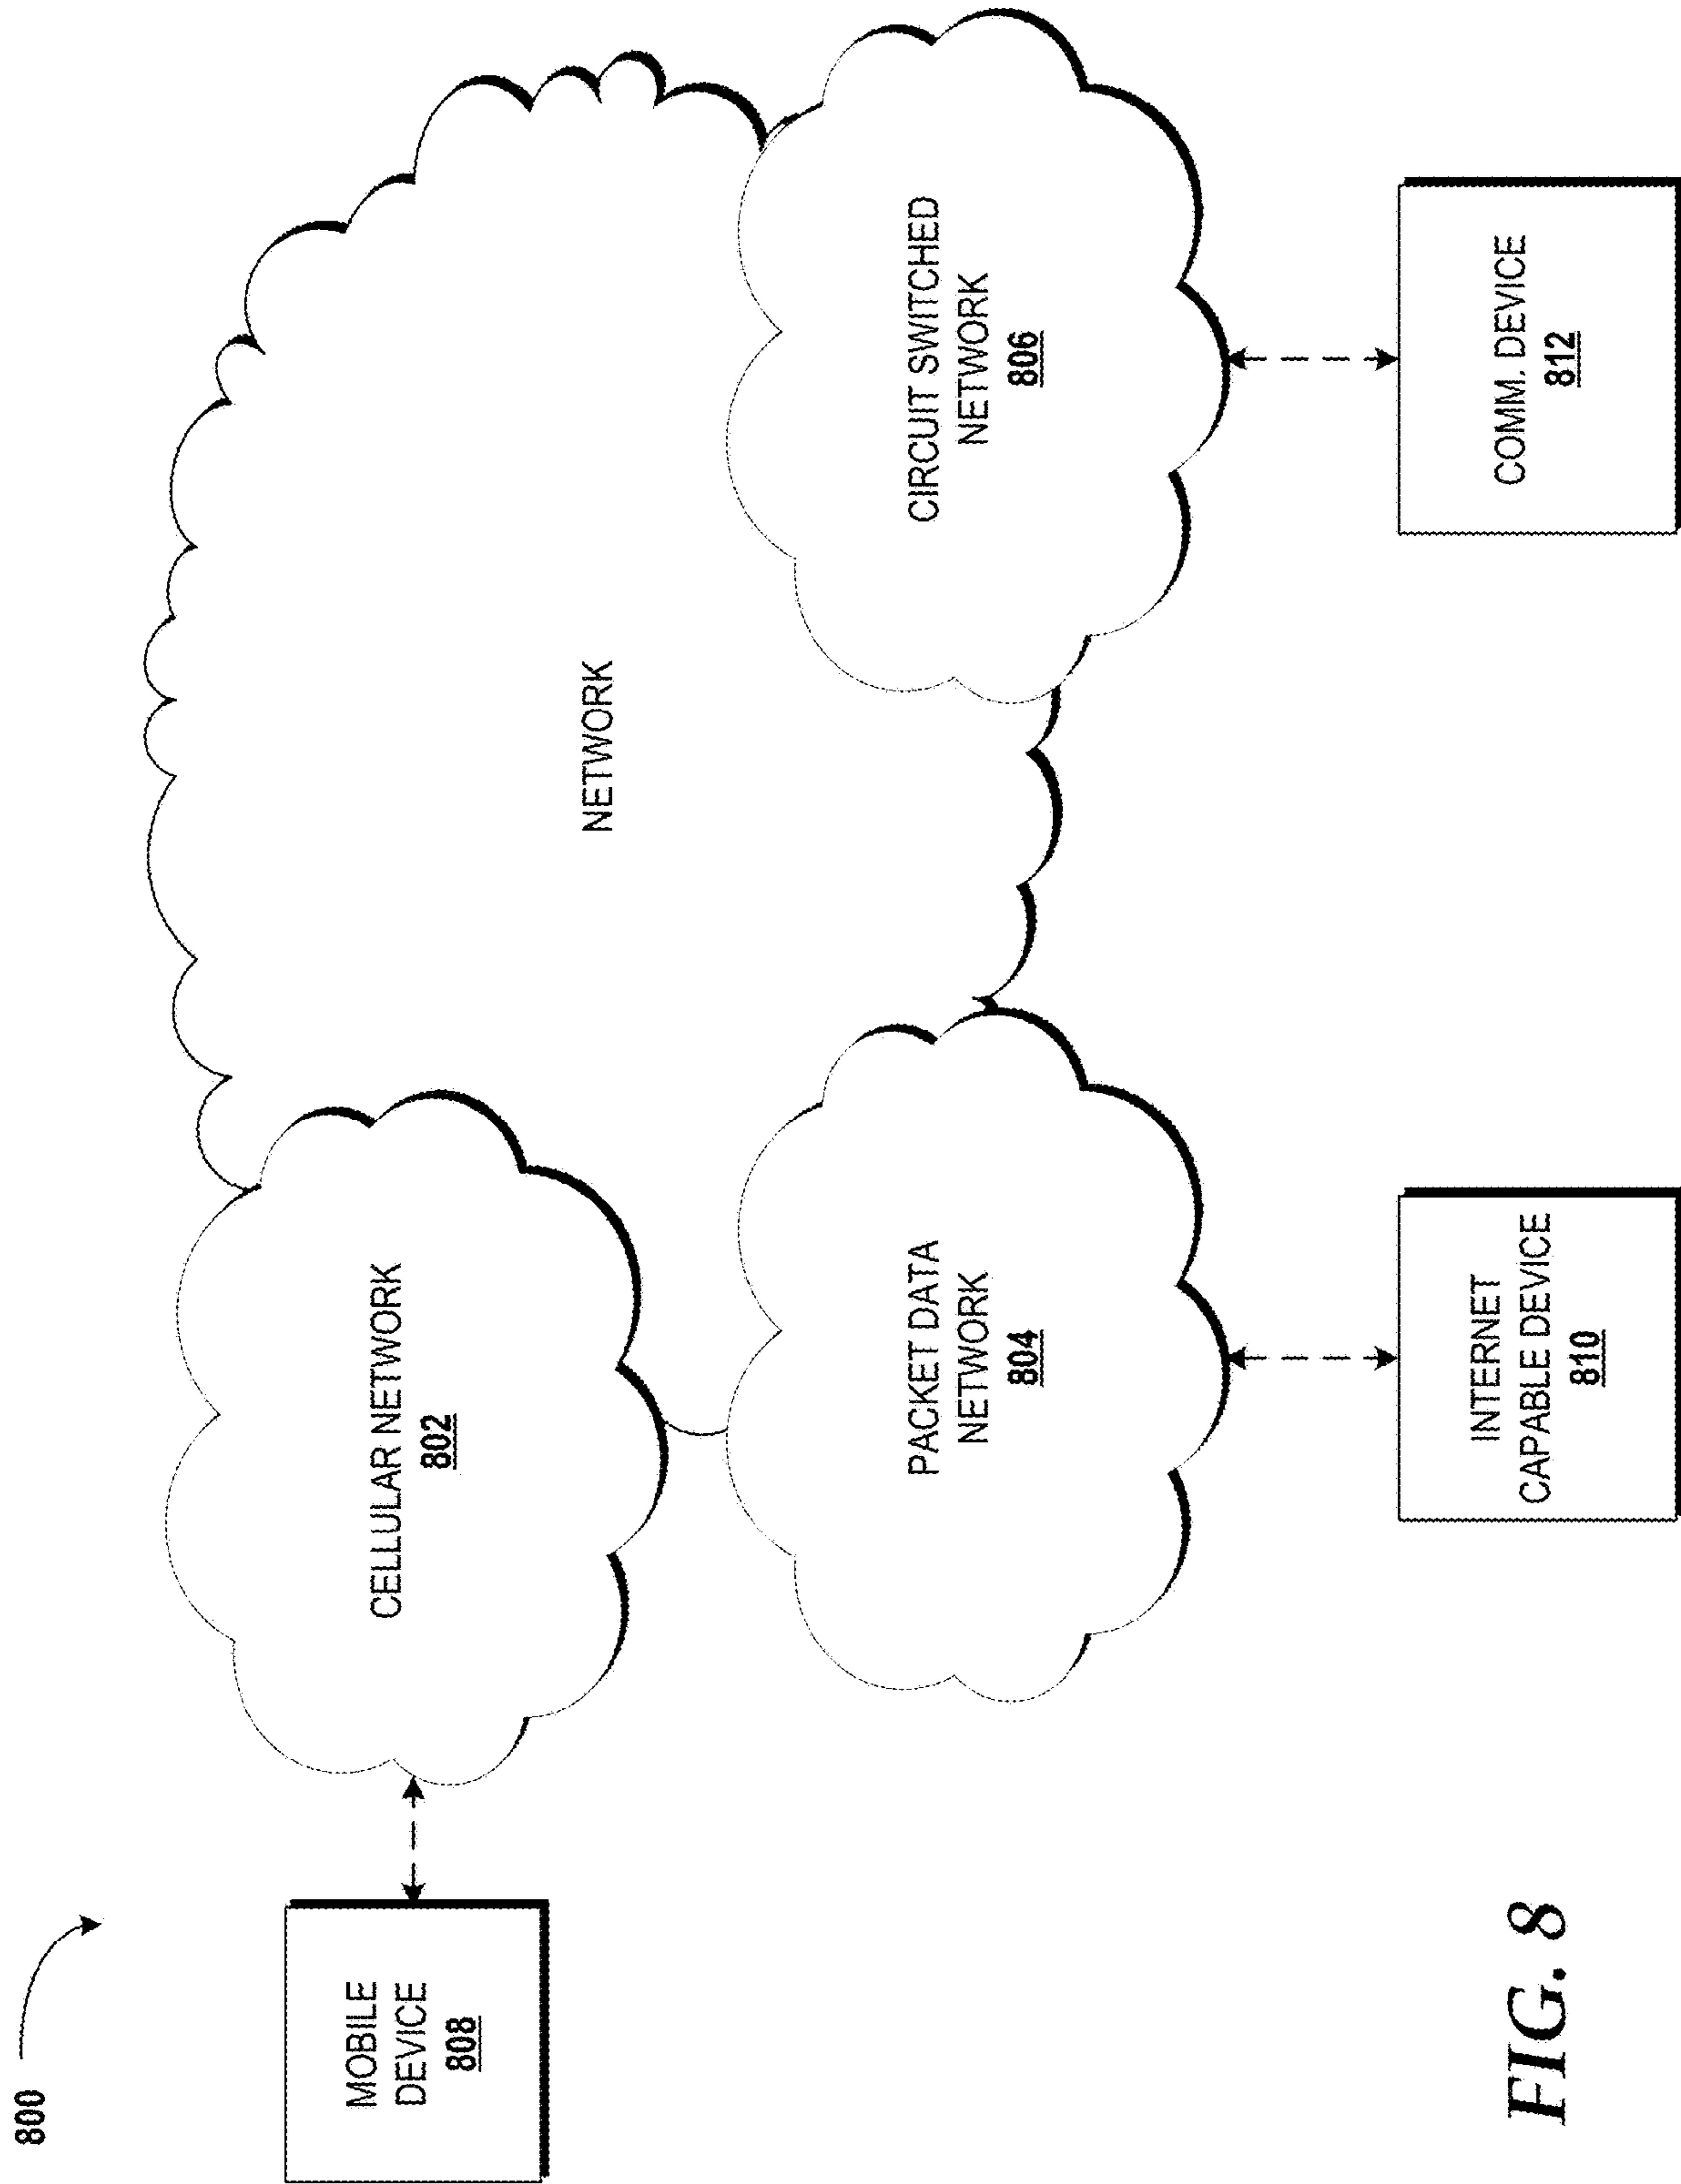 800
MOBILE
DEVICE
808
CELLULAR NETWORK
802
NETWORK
PACKET DATA
NETWORK
804
CIRCUIT SWITCHED
NETWORK
806
INTERNET
CAPABLE DEVICE
810
COMM. DEVICE
812
FIG. 8